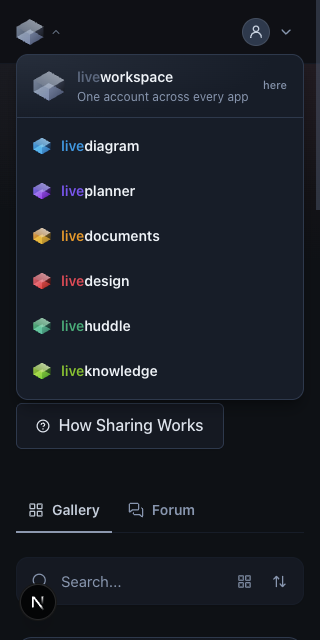 liveworkspace
One account across every app
here
livediagram
liveplanner
livedocuments
livedesign
livehuddle
liveknowledge
How Sharing Works
Gallery
Forum
Search...
N